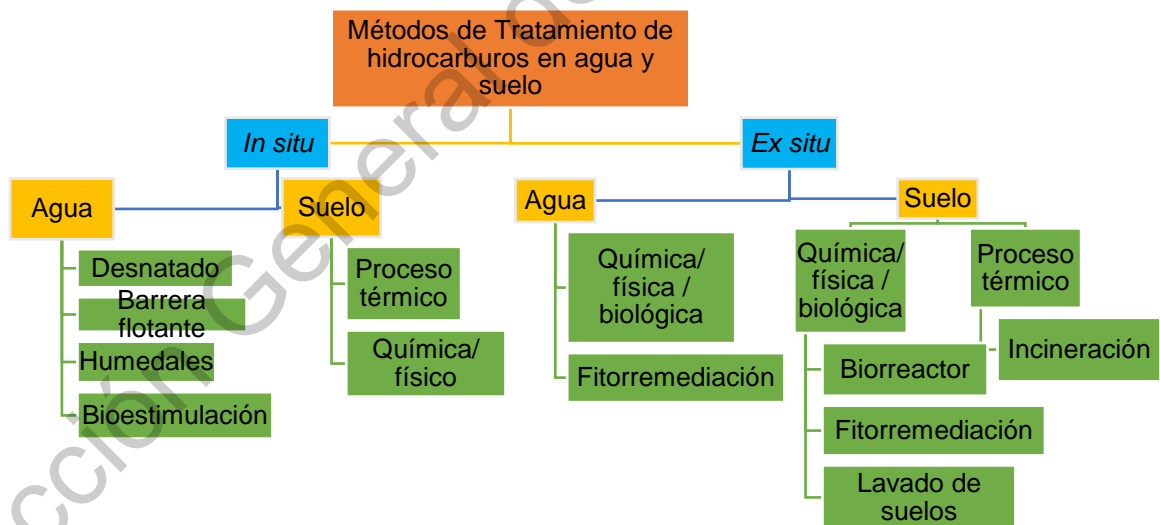 Métodos de Tratamiento de
hidrocarburos en agua y
suelo
In situ
Ex situ
Agua
Suelo
Desnatado
Barrera
flotante
Humedales
Bioestimulación
Proceso
térmico
Química/
físico
Agua
Suelo
Química/
física /
biológica
Fitorremediación
Química/
física /
biológica
Biorreactor
Fitorremediación
Lavado de
suelos
Proceso
térmico
Incineración
cción General d